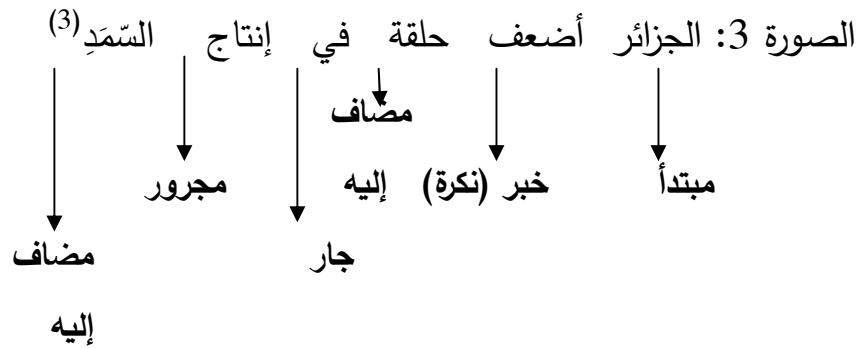 الصورة 3: الجزائر أضعف حلقة في إنتاج السّمَدِ(3)
مضاف
مبتدأ خبر (نكرة) إليه مجرور
جار مضاف
إليه